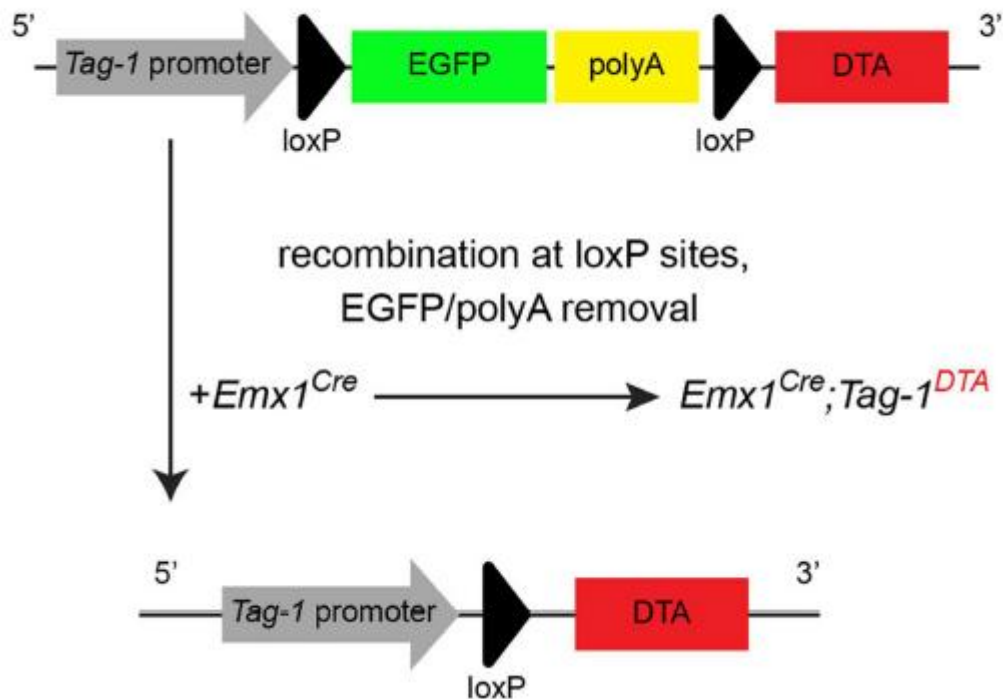 5’ 3’
Tag-1 promoter EGFP polyA DTA
loxP loxP
recombination at loxP sites,
EGFP/polyA removal
+Emx1Cre Emx1Cre;Tag-1DTA
5’ 3’
Tag-1 promoter DTA
loxP